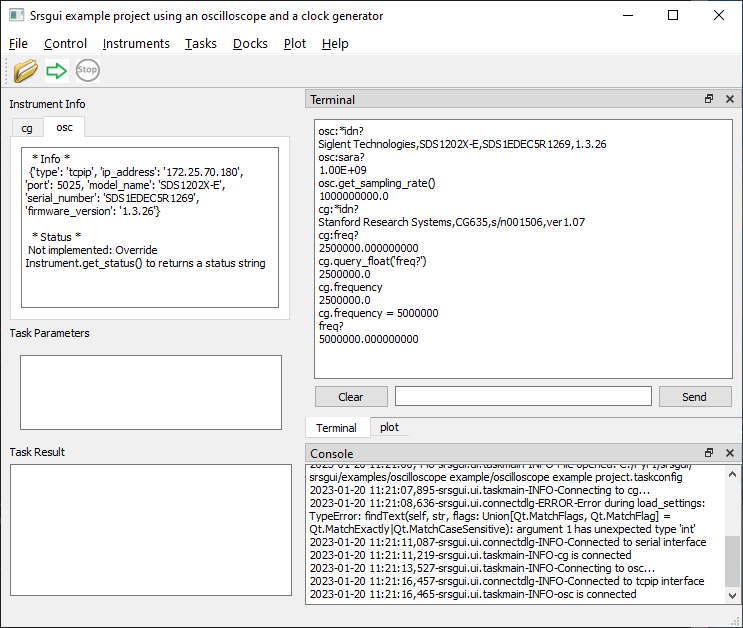 Srsgui example project using an oscilloscope and a clock generator
File Control Instruments Tasks Docks Plot Help
Stop
Instrument Info
cg osc
* Info *
{'type': 'tcpip', 'ip_address': '172.25.70.180',
'port': 5025, 'model_name': 'SDS1202X-E',
'serial_number': 'SDS1EDEC5R1269',
'firmware_version': '1.3.26'}
* Status *
Not implemented: Override
Instrument.get_status() to returns a status string
Task Parameters
Task Result
Terminal
osc:*idn?
Siglent Technologies,SDS1202X-E,SDS1EDEC5R1269,1.3.26
osc:sara?
1.00E+09
osc.get_sampling_rate()
1000000000.0
cg:*idn?
Stanford Research Systems,CG635,s/n001506,ver1.07
cg:freq?
2500000.000000000
cg.query_float('freq?')
2500000.0
cg.frequency
2500000.0
cg.frequency = 5000000
freq?
5000000.000000000
Clear Send
Terminal plot
Console
srsgui/examples/oscilloscope example/oscilloscope example project.taskconfig
2023-01-20 11:21:07,895-srsgui.ui.taskmain-INFO-Connecting to cg...
2023-01-20 11:21:08,636-srsgui.ui.connectdlg-ERROR-Error during load_settings:
TypeError: findText(self, str, flags: Union[Qt.MatchFlags, Qt.MatchFlag] =
Qt.MatchExactly|Qt.MatchCaseSensitive): argument 1 has unexpected type 'int'
2023-01-20 11:21:11,087-srsgui.ui.connectdlg-INFO-Connected to serial interface
2023-01-20 11:21:11,219-srsgui.ui.taskmain-INFO-cg is connected
2023-01-20 11:21:13,527-srsgui.ui.taskmain-INFO-Connecting to osc...
2023-01-20 11:21:16,457-srsgui.ui.connectdlg-INFO-Connected to tcpip interface
2023-01-20 11:21:16,465-srsgui.ui.taskmain-INFO-osc is connected